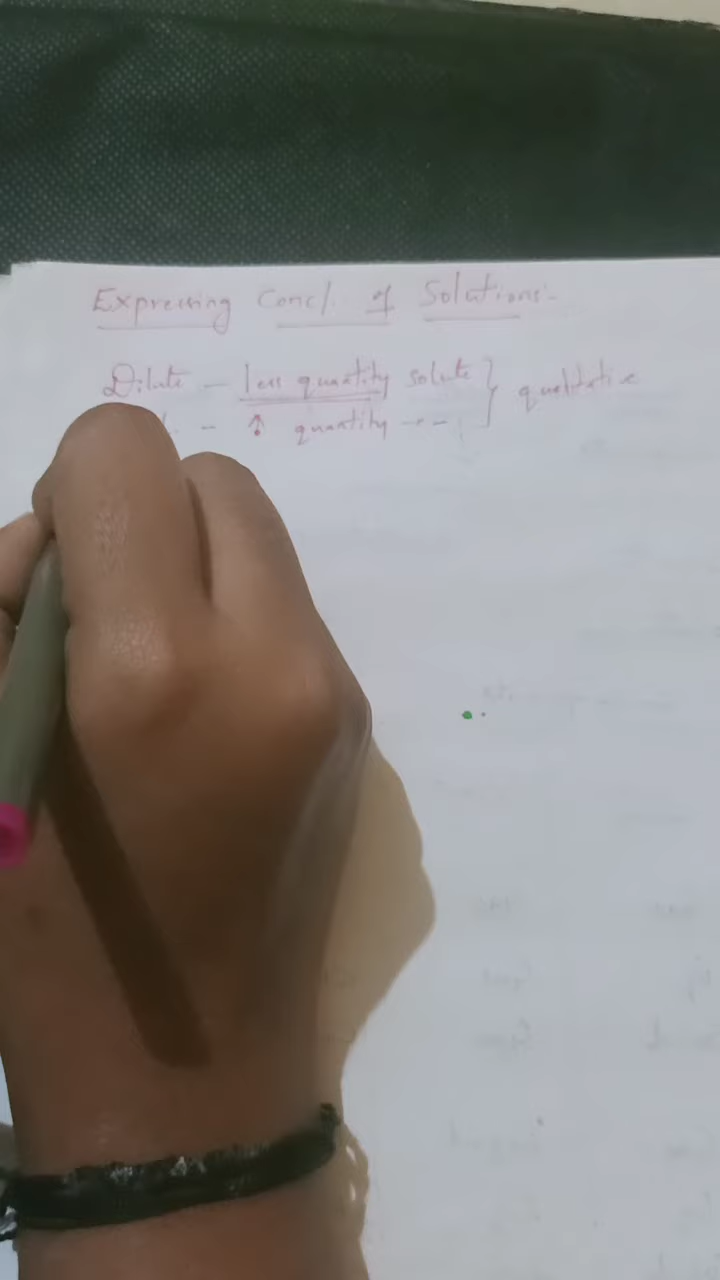 Expressing Concl. of Solutions:-
Dilute - less quantity solute } qualitative
- ↑ quantity -- - }